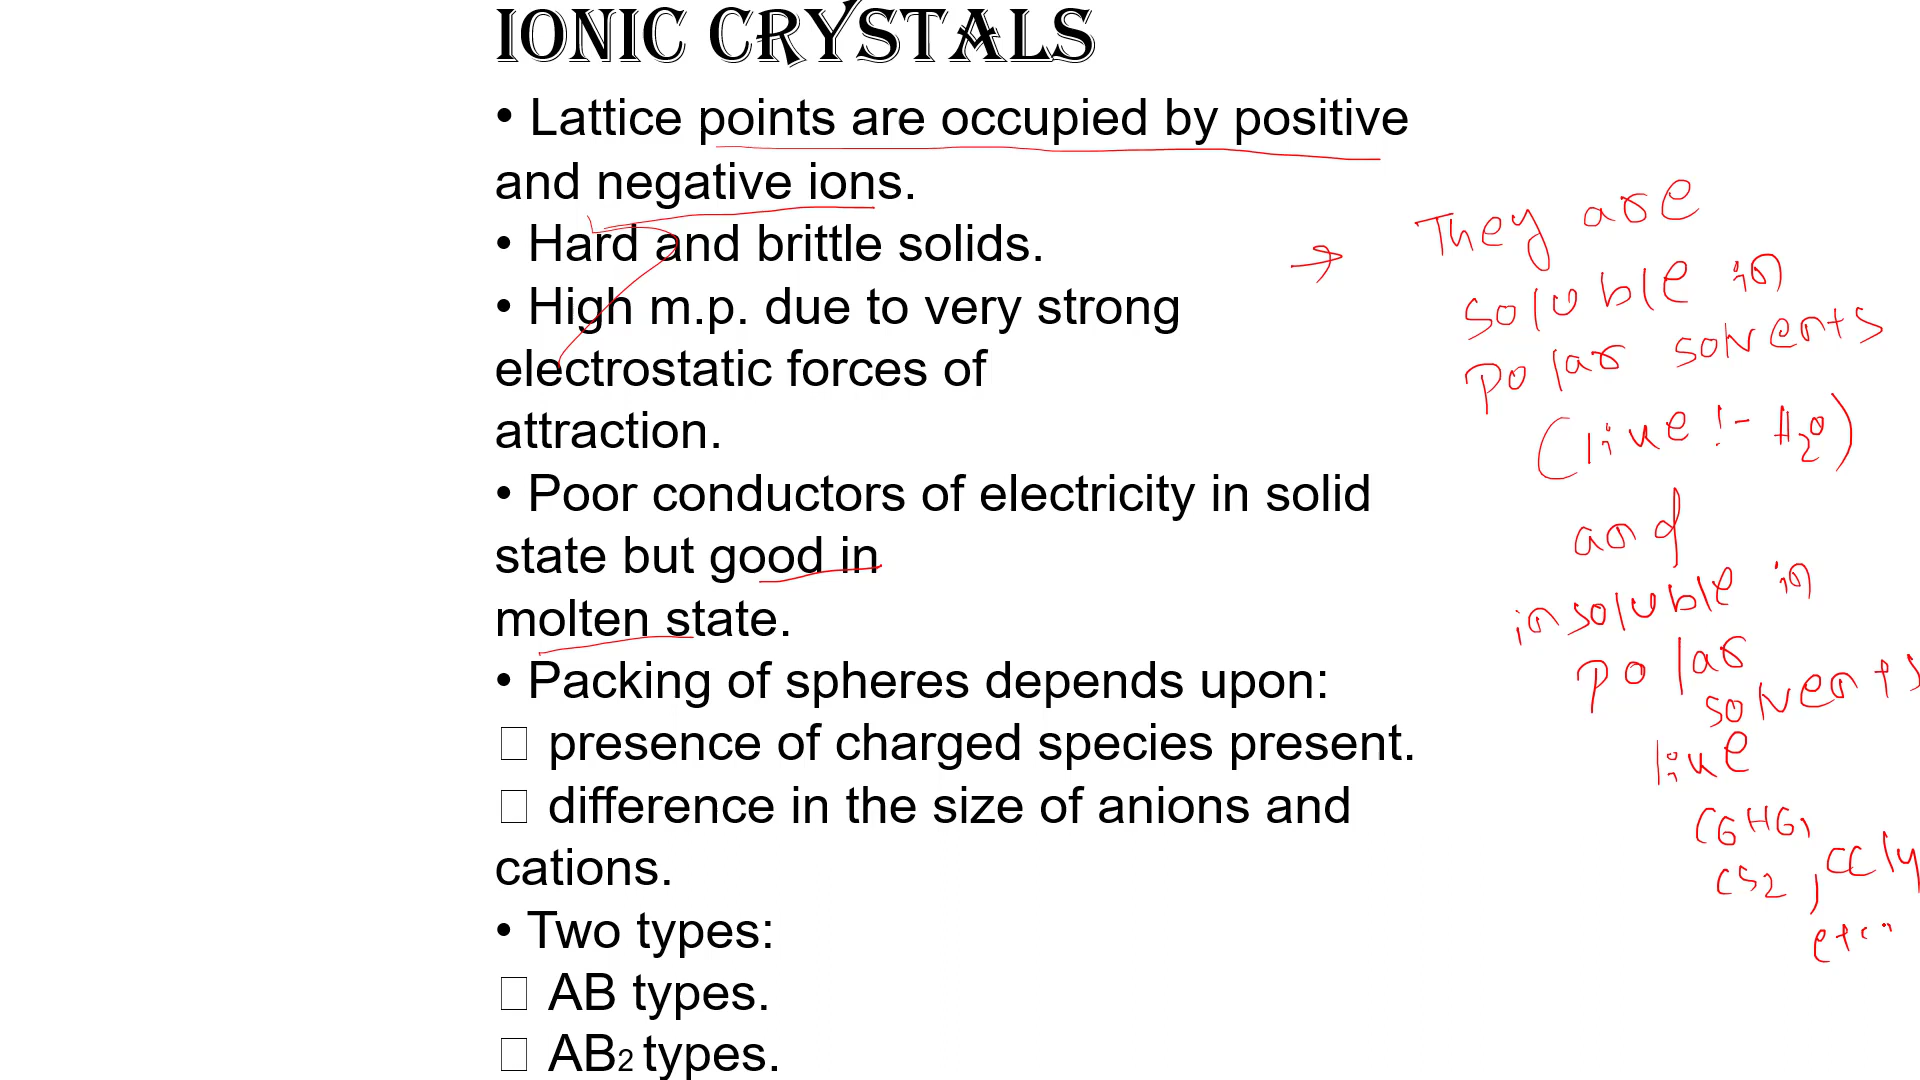 IONIC CRYSTALS
• Lattice points are occupied by positive
and negative ions.
• Hard and brittle solids.
• High m.p. due to very strong
electrostatic forces of
attraction.
• Poor conductors of electricity in solid
state but good in
molten state.
• Packing of spheres depends upon:
□ presence of charged species present.
□ difference in the size of anions and
cations.
• Two types:
□ AB types.
□ AB2 types.
→ They are
soluble in
polar solvents
(like :- H2O)
and
insoluble in
polar
solvents
like
C6H6,
CS2, CCl4
etc..